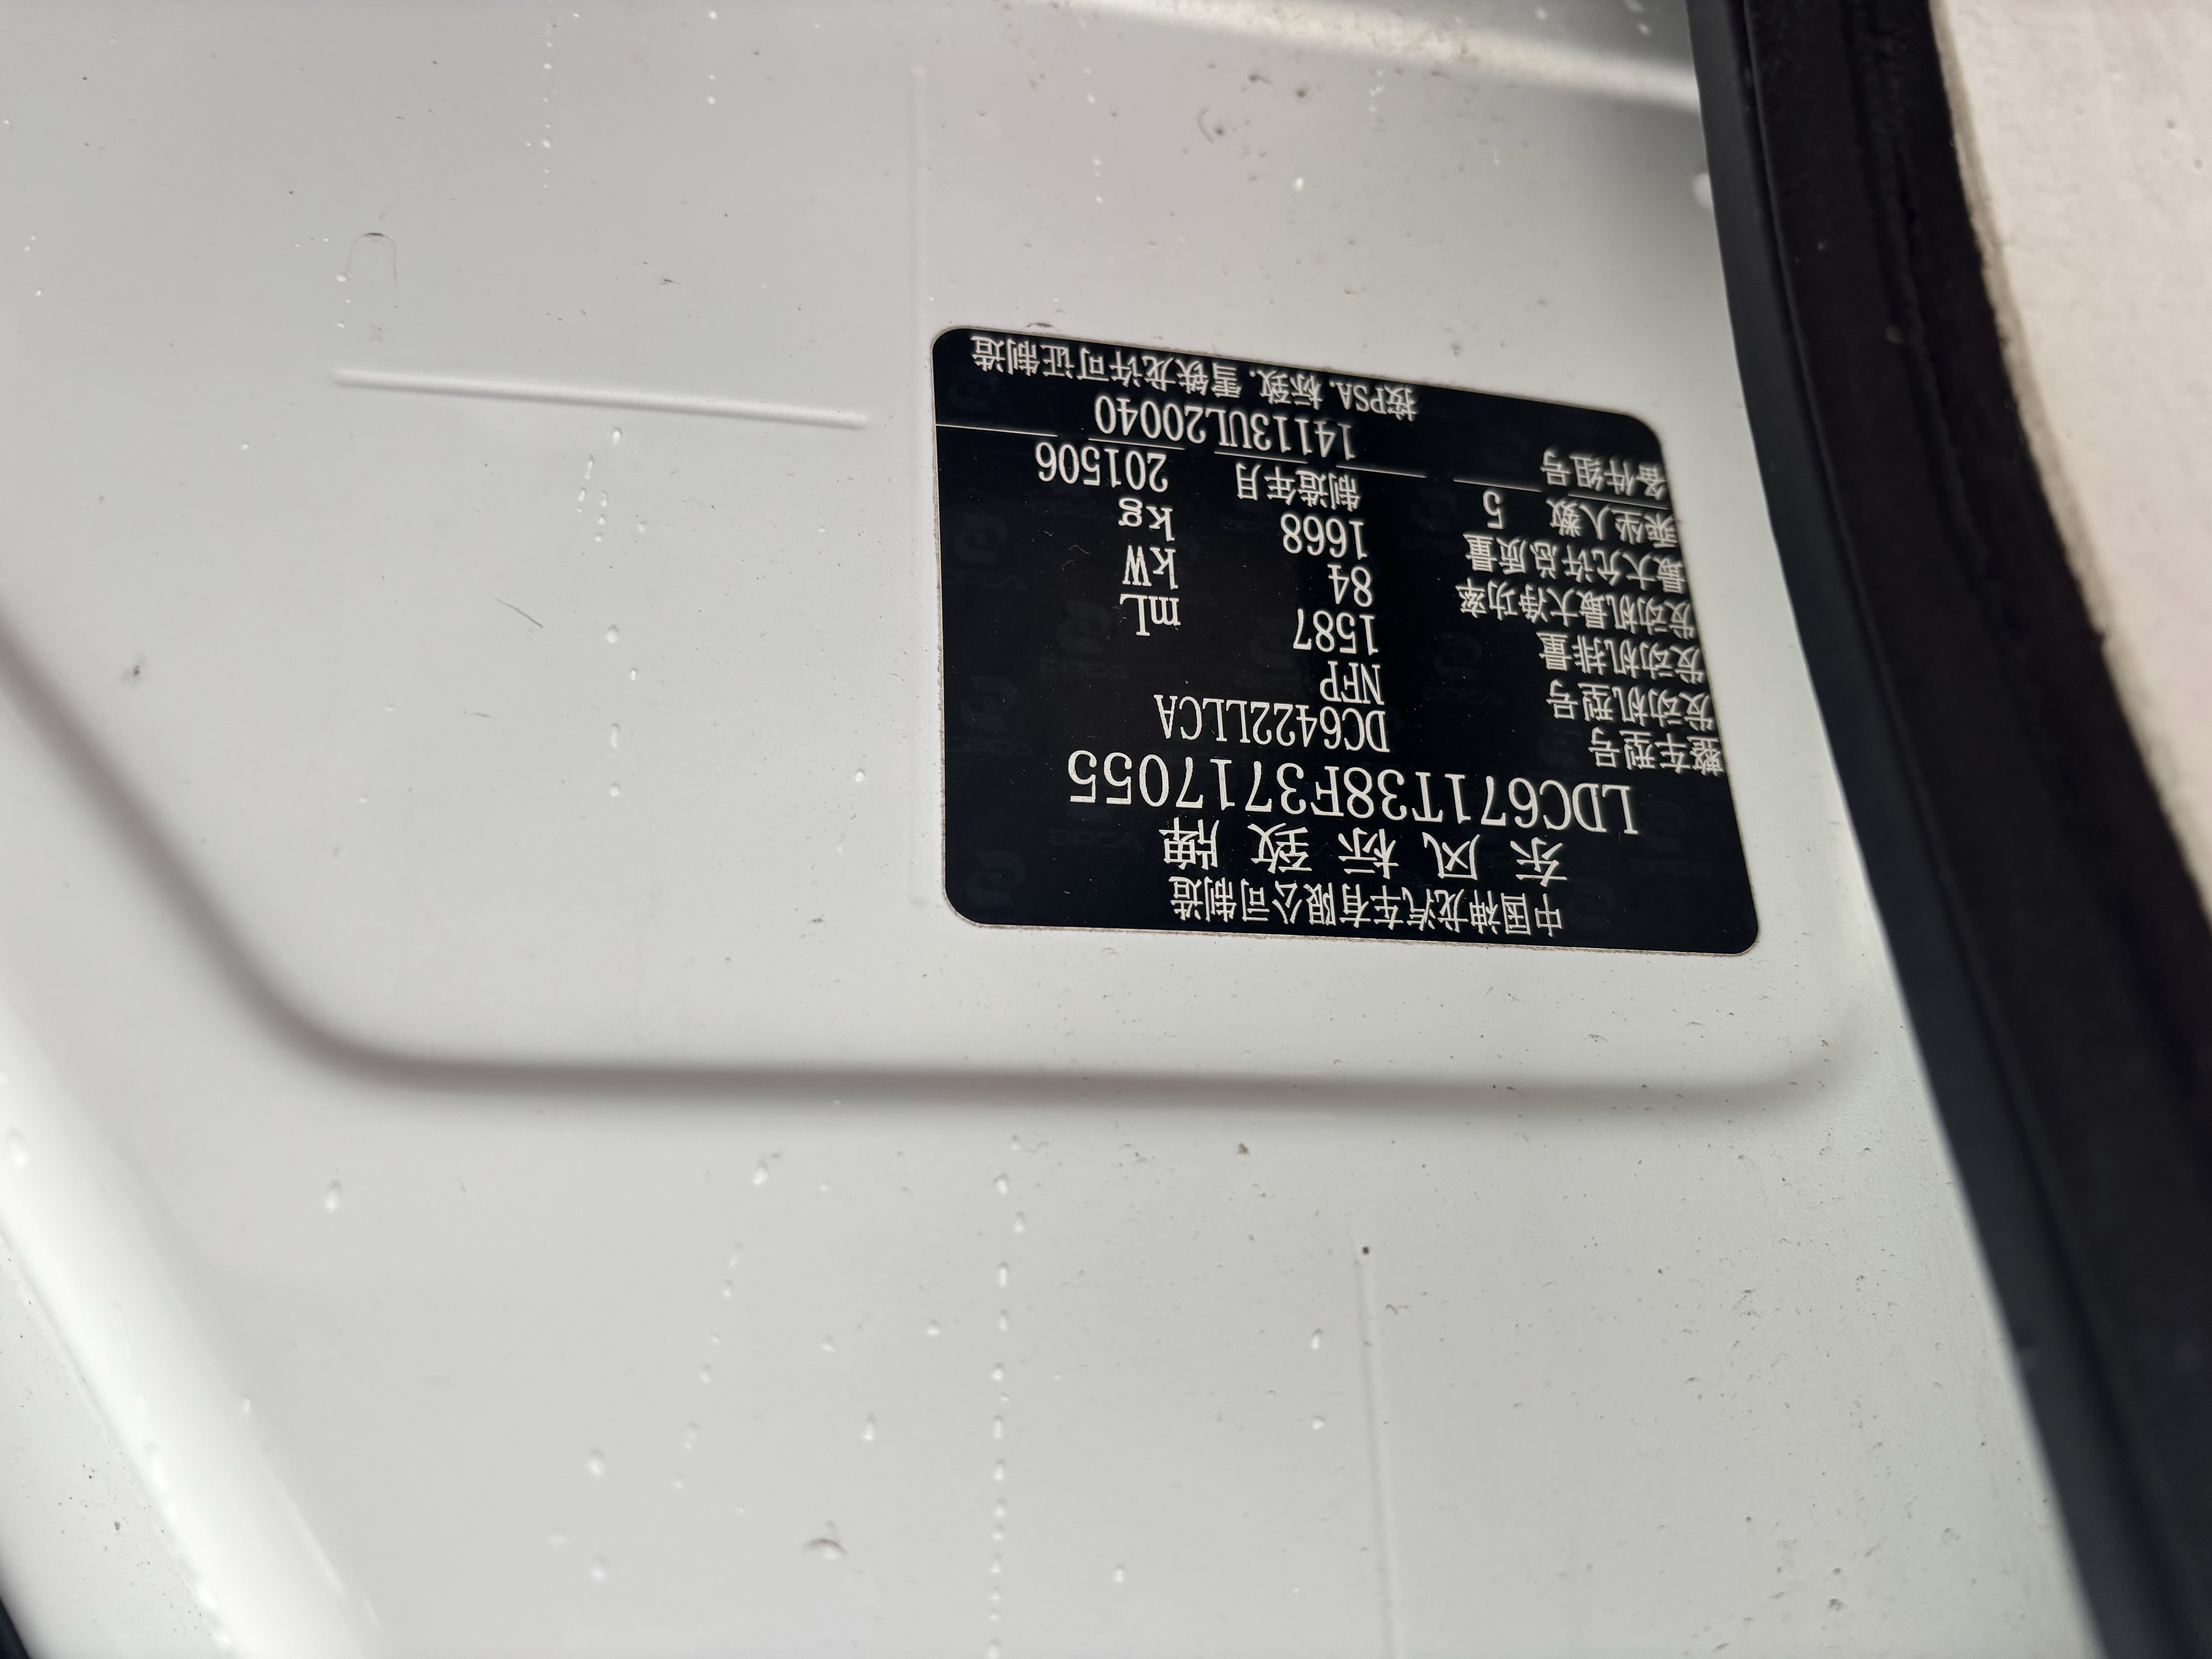 中国神龙汽车有限公司制造
东风标致牌
LDC671T38F3717055
整车型号 DC6422LLCA
发动机型号 NFP
发动机排量 1587 mL
发动机最大净功率 84 kW
最大允许总质量 1668 kg
乘坐人数 5 制造年月 201506
备件组号 14113UL20040
按PSA.标致.雪铁龙许可证制造